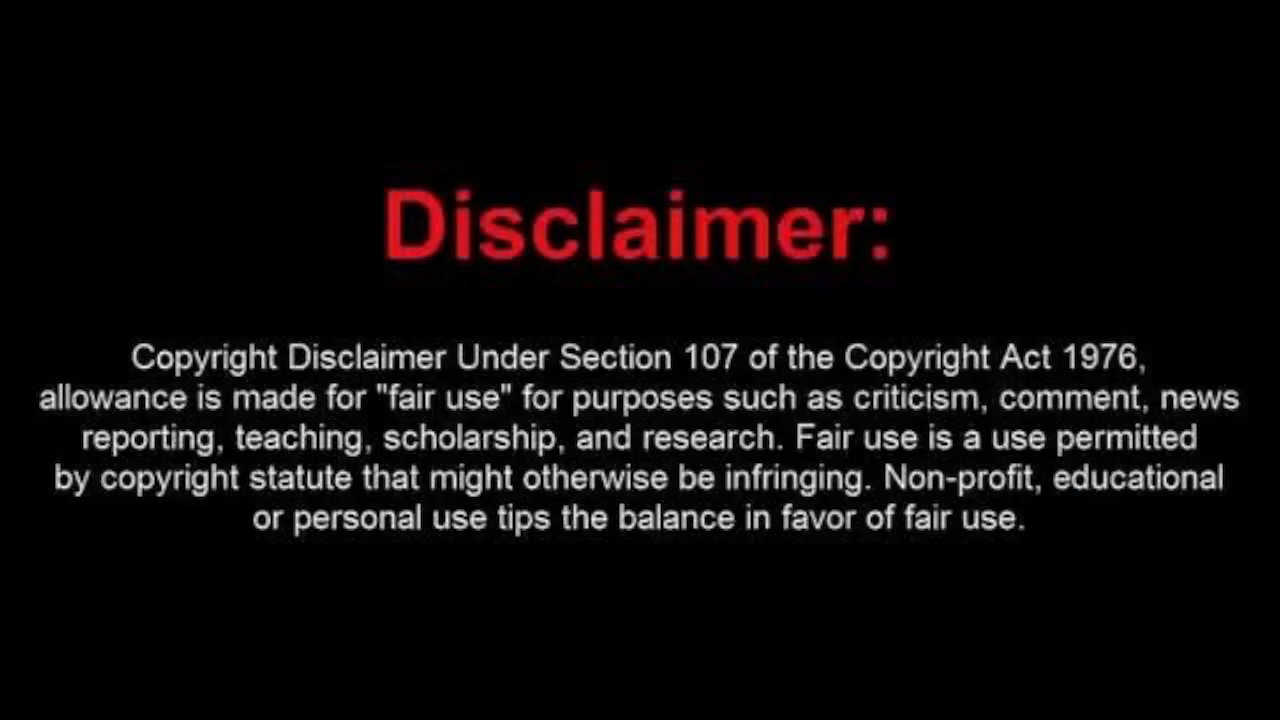 Disclaimer:
Copyright Disclaimer Under Section 107 of the Copyright Act 1976,
allowance is made for "fair use" for purposes such as criticism, comment, news
reporting, teaching, scholarship, and research. Fair use is a use permitted
by copyright statute that might otherwise be infringing. Non-profit, educational
or personal use tips the balance in favor of fair use.